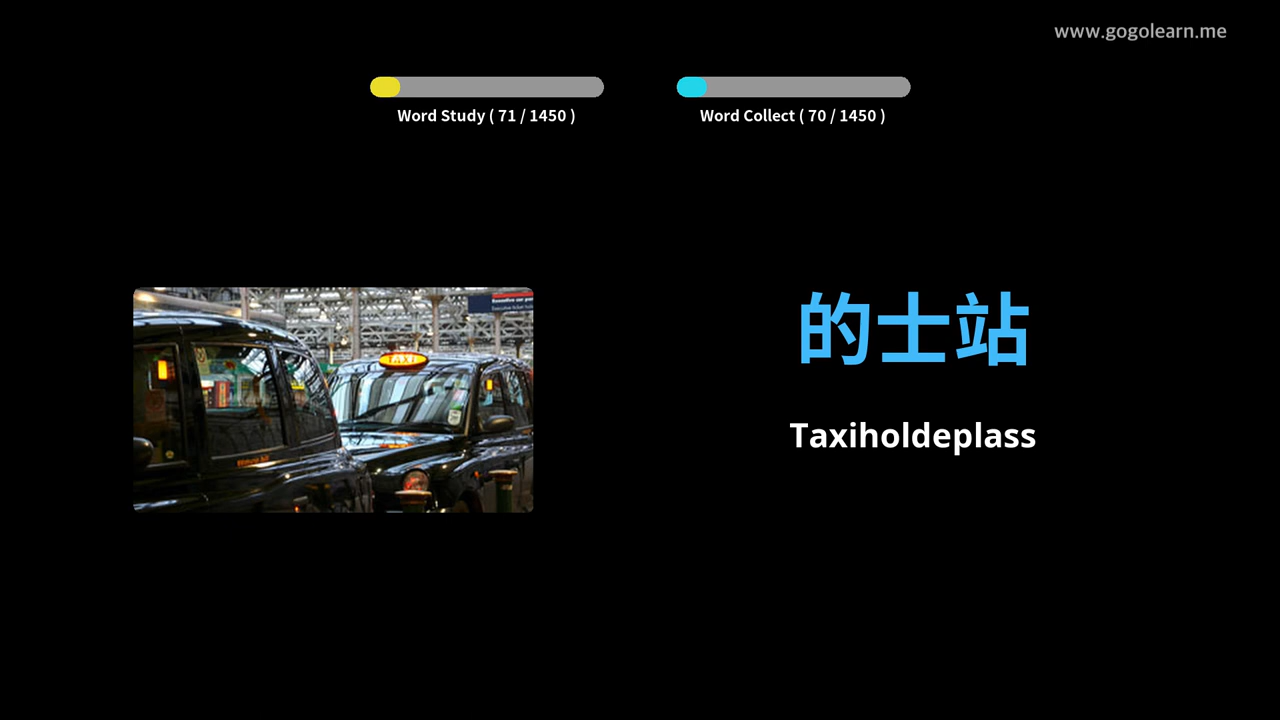 www.gogolearn.me
Word Study ( 71 / 1450 )
Word Collect ( 70 / 1450 )
TAXI
的士站
Taxiholdeplass